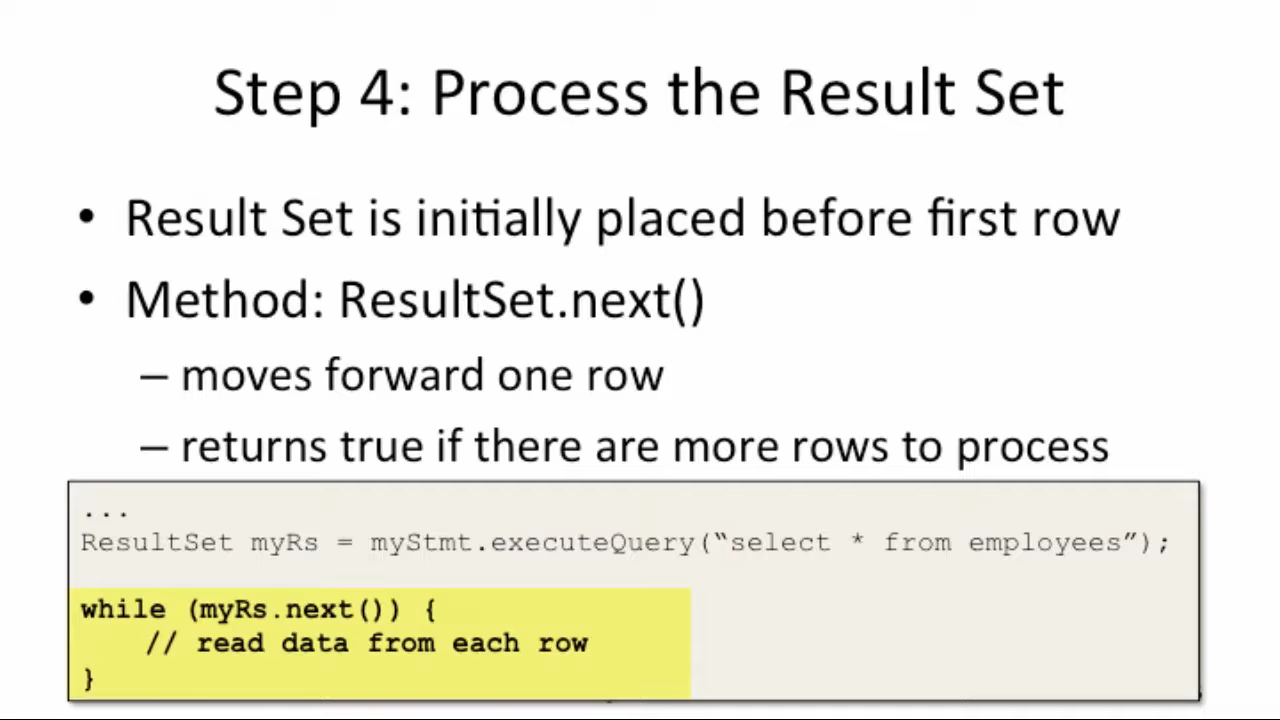 Step 4: Process the Result Set
• Result Set is initially placed before first row
• Method: ResultSet.next()
– moves forward one row
– returns true if there are more rows to process
...
ResultSet myRs = myStmt.executeQuery(“select * from employees”);
while (myRs.next()) {
// read data from each row
}